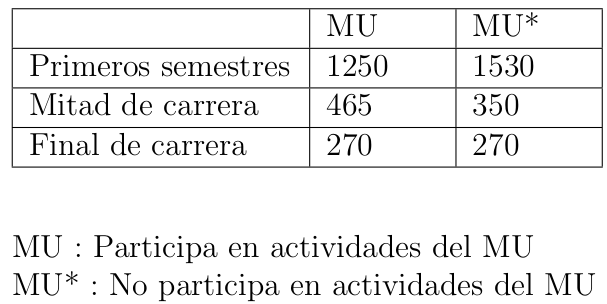 MU MU*
Primeros semestres 1250 1530
Mitad de carrera 465 350
Final de carrera 270 270
MU : Participa en actividades del MU
MU* : No participa en actividades del MU